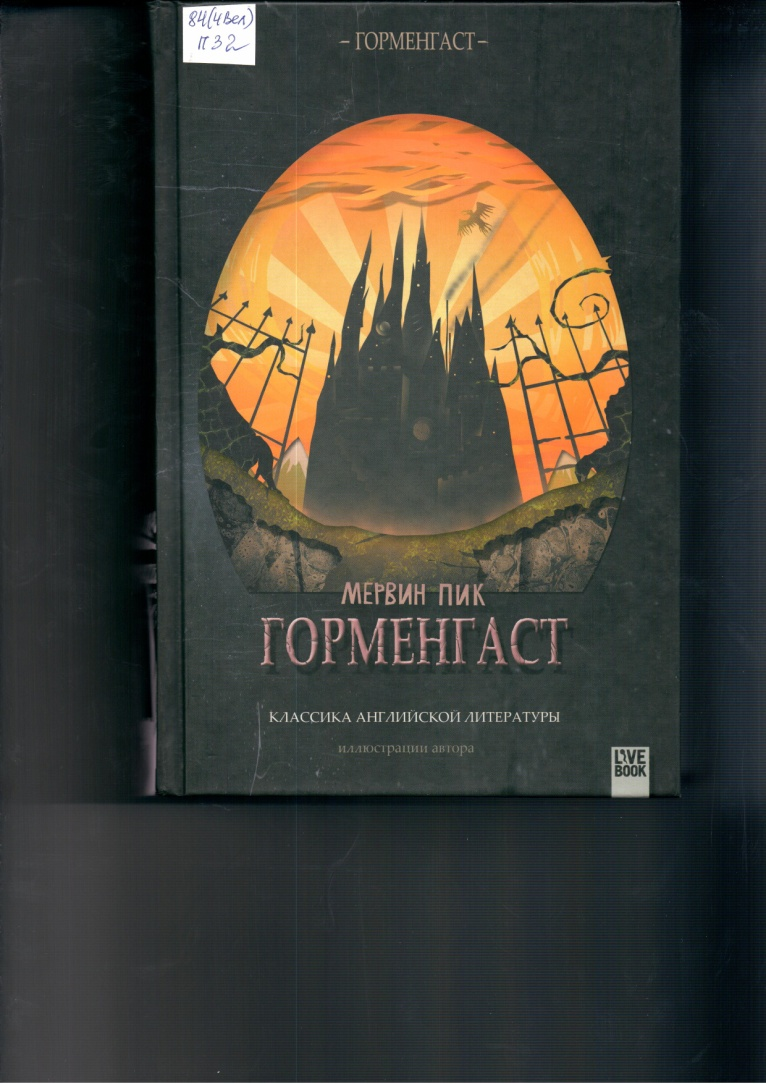 84(4Вел)
П32
– ГОРМЕНГАСТ –
МЕРВИН ПИК
ГОРМЕНГАСТ
КЛАССИКА АНГЛИЙСКОЙ ЛИТЕРАТУРЫ
иллюстрации автора
LIVE
BOOK